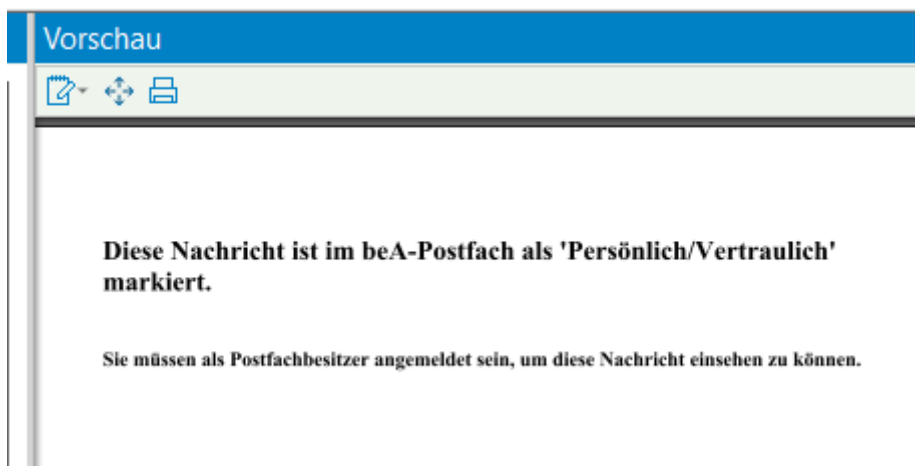 Vorschau
Diese Nachricht ist im beA-Postfach als 'Persönlich/Vertraulich'
markiert.
Sie müssen als Postfachbesitzer angemeldet sein, um diese Nachricht einsehen zu können.